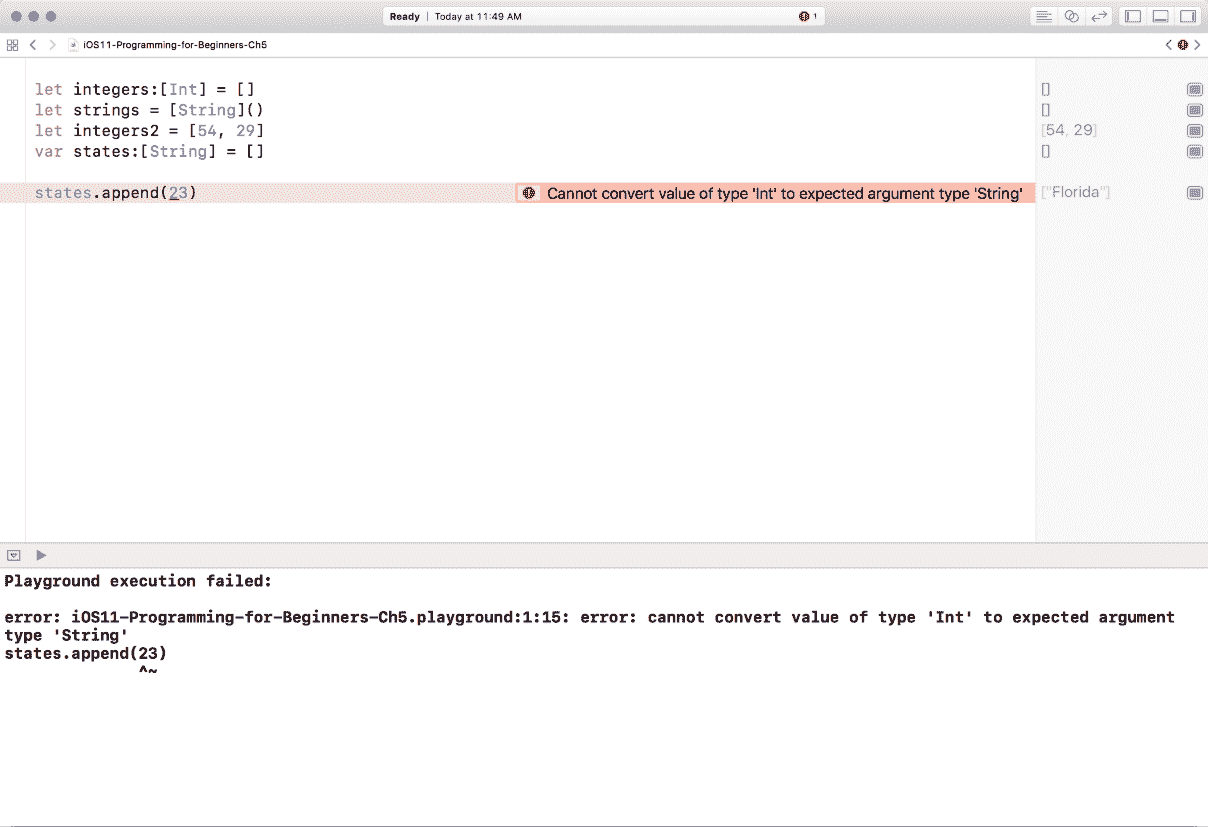 Ready | Today at 11:49 AM 1
iOS11-Programming-for-Beginners-Ch5
let integers:[Int] = [] []
let strings = [String]() []
let integers2 = [54, 29] [54, 29]
var states:[String] = [] []
states.append(23) Cannot convert value of type 'Int' to expected argument type 'String' ["Florida"]
Playground execution failed:
error: iOS11-Programming-for-Beginners-Ch5.playground:1:15: error: cannot convert value of type 'Int' to expected argument
type 'String'
states.append(23)
^~